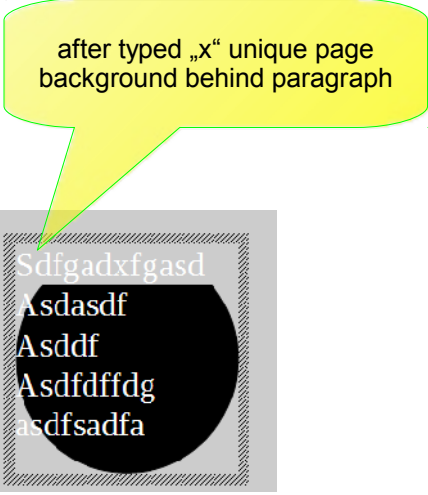 after typed „x“ unique page
background behind paragraph
Sdfgadxfgasd
Asdasdf
Asddf
Asdfdffdg
asdfsadfa